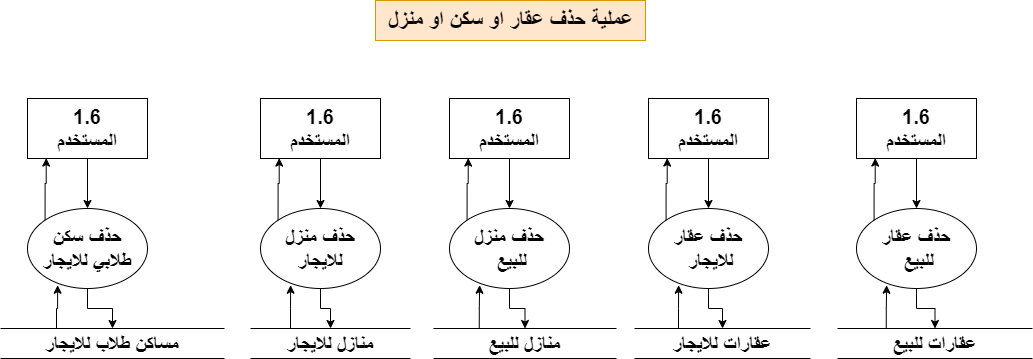 عملية حذف عقار او سكن او منزل
1.6
المستخدم
1.6
المستخدم
1.6
المستخدم
1.6
المستخدم
1.6
المستخدم
حذف عقار
للبيع
حذف عقار
للايجار
حذف منزل
للبيع
حذف منزل
للايجار
حذف سكن
طلابي للايجار
عقارات للبيع
عقارات للايجار
منازل للبيع
منازل للايجار
مساكن طلاب للايجار